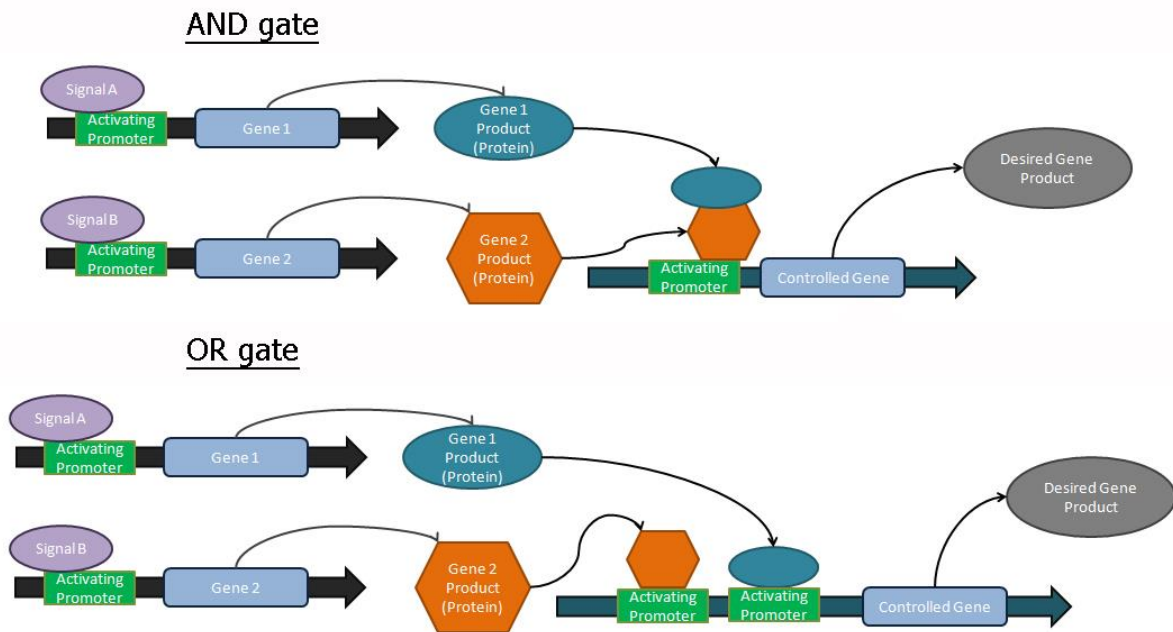 AND gate
Signal A
Activating
Promoter
Gene 1
Gene 1
Product
(Protein)
Desired Gene
Product
Signal B
Activating
Promoter
Gene 2
Gene 2
Product
(Protein)
Activating
Promoter
Controlled Gene
OR gate
Signal A
Activating
Promoter
Gene 1
Gene 1
Product
(Protein)
Desired Gene
Product
Signal B
Activating
Promoter
Gene 2
Gene 2
Product
(Protein)
Activating
Promoter
Activating
Promoter
Controlled Gene